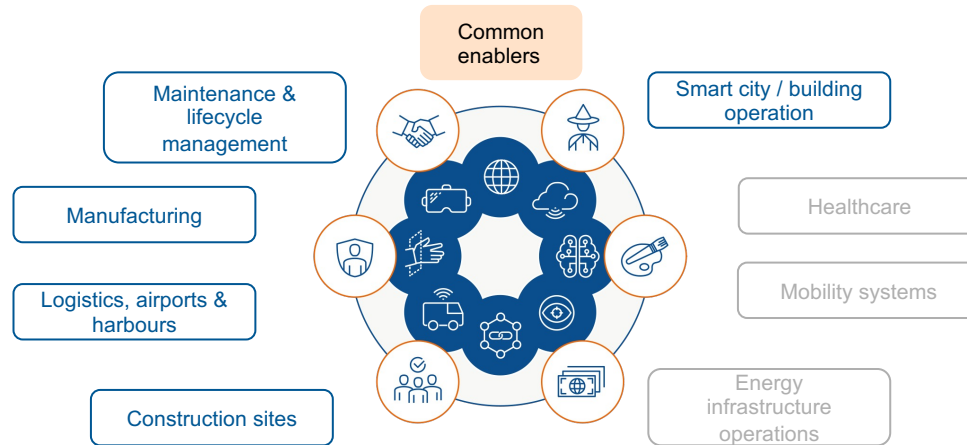 Common
enablers
Maintenance &
lifecycle
management
Smart city / building
operation
Manufacturing
Healthcare
Logistics, airports &
harbours
Mobility systems
Construction sites
Energy
infrastructure
operations